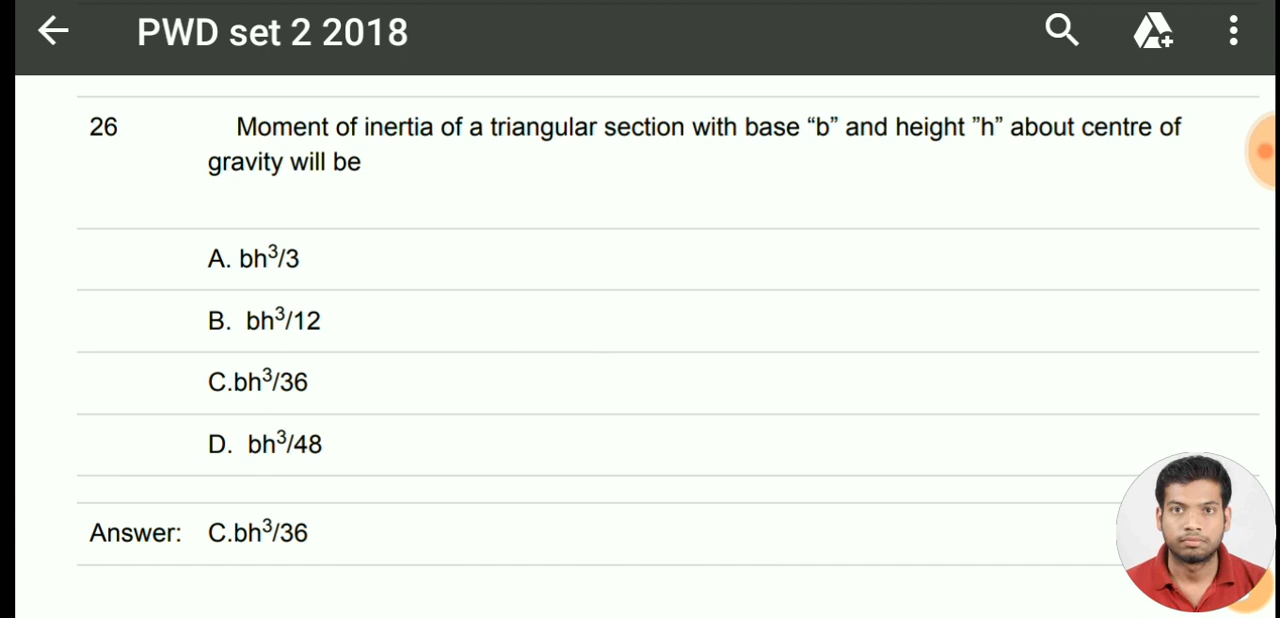 PWD set 2 2018
26 Moment of inertia of a triangular section with base “b” and height ”h” about centre of
gravity will be
A. bh³/3
B. bh³/12
C.bh³/36
D. bh³/48
Answer: C.bh³/36